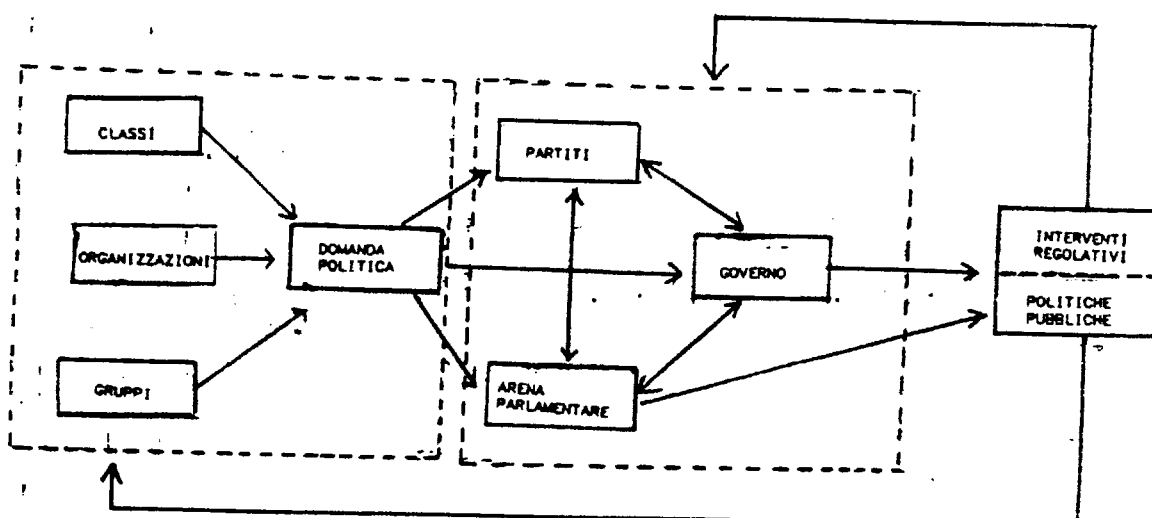 CLASSI
ORGANIZZAZIONI
GRUPPI
DOMANDA
POLITICA
PARTITI
GOVERNO
ARENA
PARLAMENTARE
INTERVENTI
REGOLATIVI
POLITICHE
PUBBLICHE